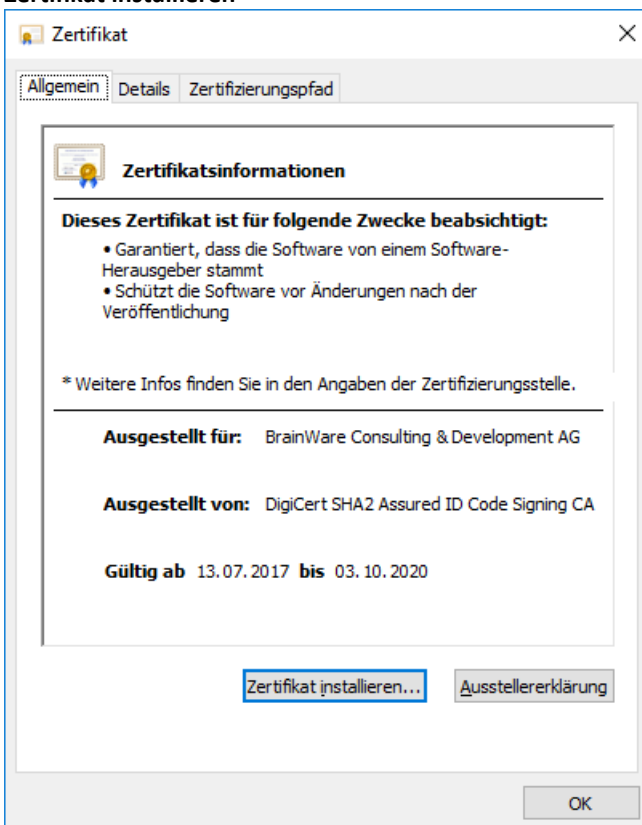 Zertifikat installieren
Zertifikat
Allgemein Details Zertifizierungspfad
Zertifikatsinformationen
Dieses Zertifikat ist für folgende Zwecke beabsichtigt:
• Garantiert, dass die Software von einem Software-
Herausgeber stammt
• Schützt die Software vor Änderungen nach der
Veröffentlichung
* Weitere Infos finden Sie in den Angaben der Zertifizierungsstelle.
Ausgestellt für: BrainWare Consulting & Development AG
Ausgestellt von: DigiCert SHA2 Assured ID Code Signing CA
Gültig ab 13.07.2017 bis 03.10.2020
Zertifikat installieren... Ausstellererklärung
OK